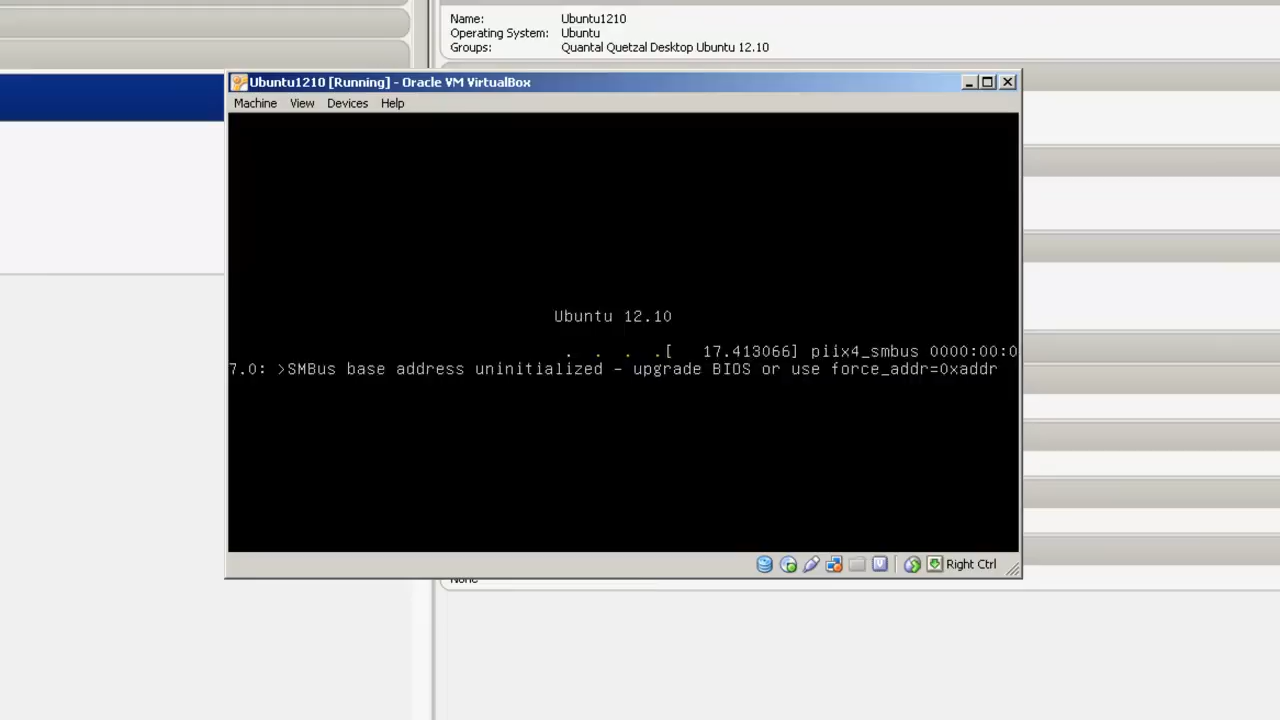 Name: Ubuntu1210
Operating System: Ubuntu
Groups: Quantal Quetzal Desktop Ubuntu 12.10
Ubuntu1210 [Running] - Oracle VM VirtualBox
Machine View Devices Help
Ubuntu 12.10
. . . .[ 17.413066] piix4_smbus 0000:00:0
7.0: >SMBus base address uninitialized - upgrade BIOS or use force_addr=0xaddr
Right Ctrl
None